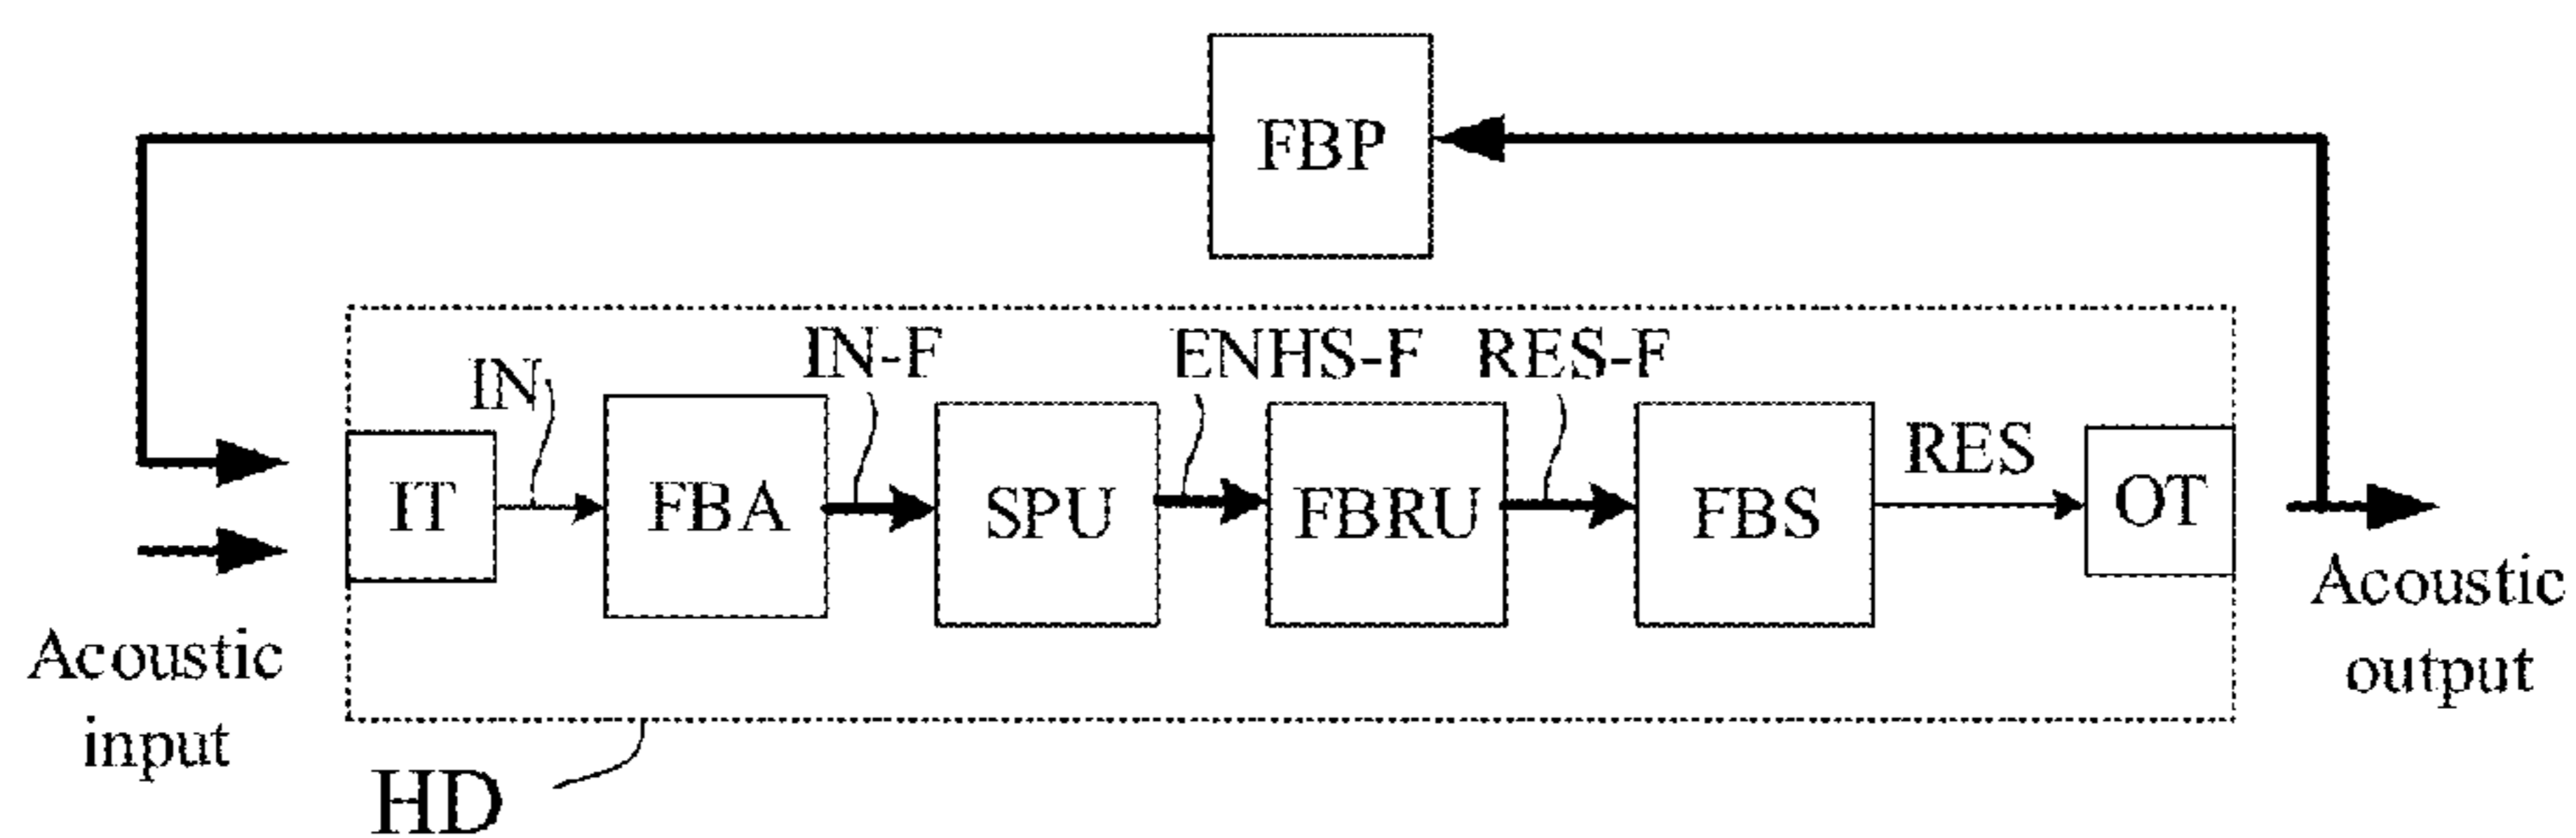 FBP
IN
IN-F
ENHS-F
RES-F
RES
IT
FBA
SPU
FBRU
FBS
OT
Acoustic
input
Acoustic
output
HD